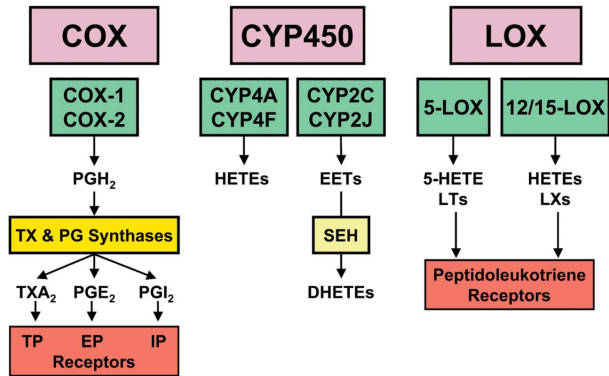 COX
COX-1
COX-2
PGH₂
TX & PG Synthases
TXA₂ PGE₂ PGI₂
TP EP IP
Receptors
CYP450
CYP4A
CYP4F
HETEs
CYP2C
CYP2J
EETs
SEH
DHETEs
LOX
5-LOX
5-HETE
LTs
12/15-LOX
HETEs
LXs
Peptidoleukotriene
Receptors